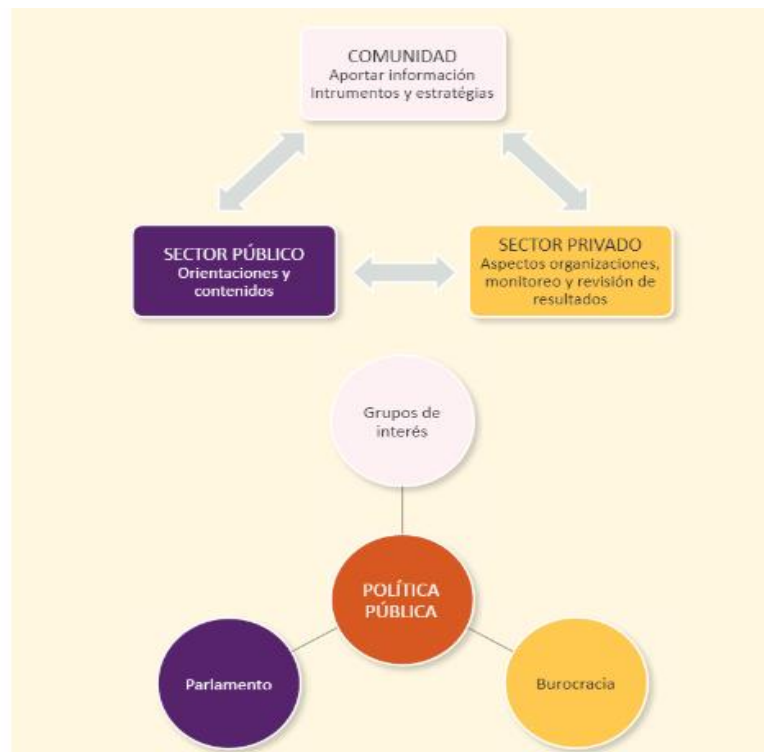 COMUNIDAD
Aportar información
Intrumentos y estratégias
SECTOR PÚBLICO
Orientaciones y
contenidos
SECTOR PRIVADO
Aspectos organizaciones,
monitoreo y revisión de
resultados
Grupos de
interés
POLÍTICA
PÚBLICA
Parlamento
Burocracia